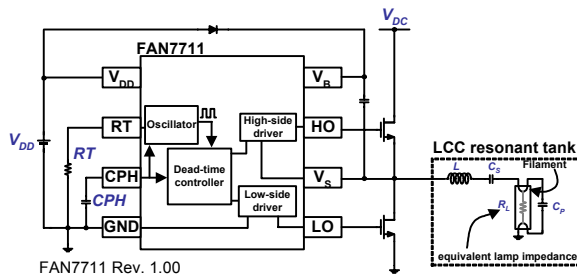 V_DC
FAN7711
V_DD
V_B
RT
Oscillator
High-side
driver
HO
V_DD
RT
CPH
Dead-time
controller
V_S
CPH
Low-side
driver
GND
LO
LCC resonant tank
Filament
L
C_S
R_L
C_P
equivalent lamp impedance
FAN7711 Rev. 1.00